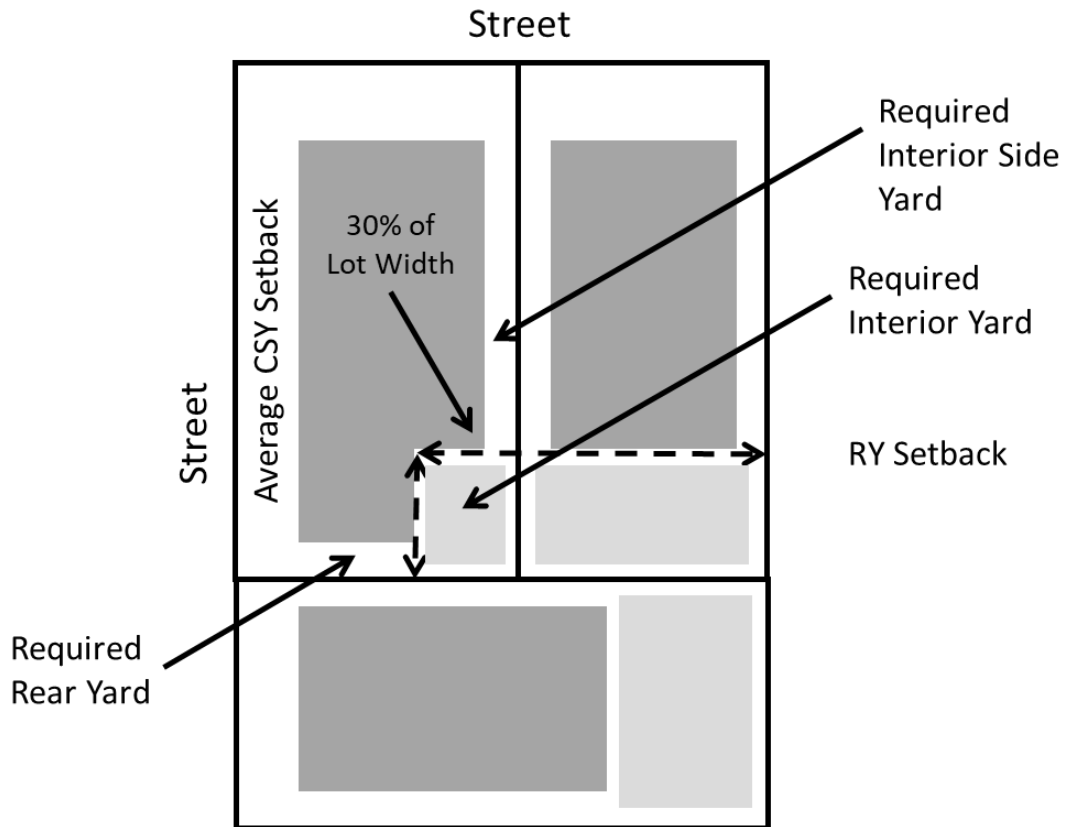 Street
Required
Interior Side
Yard
30% of
Lot Width
Average CSY Setback
Required
Interior Yard
Street
RY Setback
Required
Rear Yard